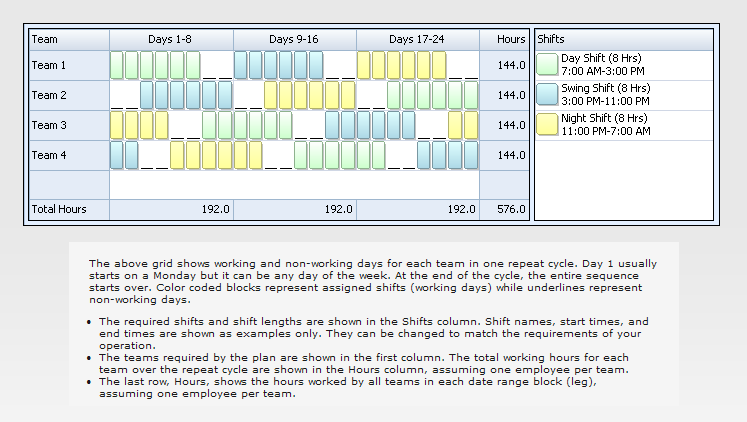 Team Days 1-8 Days 9-16 Days 17-24 Hours Shifts
Team 1 144.0 Day Shift (8 Hrs)
7:00 AM-3:00 PM
Team 2 144.0 Swing Shift (8 Hrs)
3:00 PM-11:00 PM
Team 3 144.0 Night Shift (8 Hrs)
11:00 PM-7:00 AM
Team 4 144.0
Total Hours 192.0 192.0 192.0 576.0
The above grid shows working and non-working days for each team in one repeat cycle. Day 1 usually
starts on a Monday but it can be any day of the week. At the end of the cycle, the entire sequence
starts over. Color coded blocks represent assigned shifts (working days) while underlines represent
non-working days.
• The required shifts and shift lengths are shown in the Shifts column. Shift names, start times, and
end times are shown as examples only. They can be changed to match the requirements of your
operation.
• The teams required by the plan are shown in the first column. The total working hours for each
team over the repeat cycle are shown in the Hours column, assuming one employee per team.
• The last row, Hours, shows the hours worked by all teams in each date range block (leg),
assuming one employee per team.